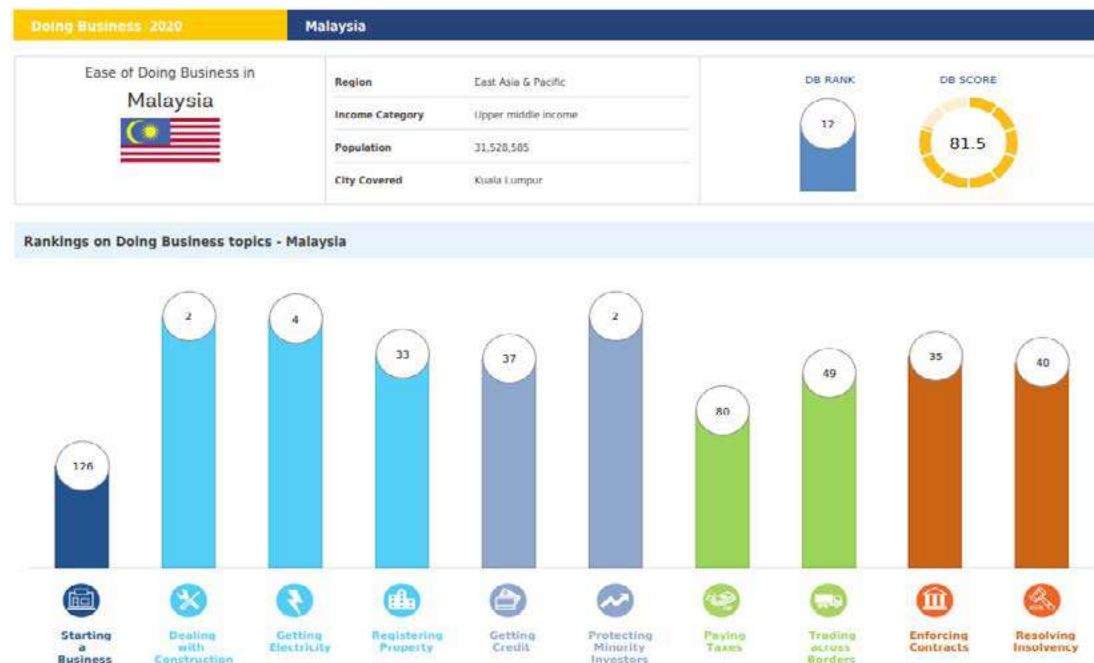 Doing Business 2020
Malaysia
Ease of Doing Business in
Malaysia
Region East Asia & Pacific
Income Category Upper middle income
Population 31,528,585
City Covered Kuala Lumpur
DB RANK DB SCORE
12 81.5
Rankings on Doing Business topics - Malaysia
126 2 4 33 37 2 80 49 35 40
Starting
a
Business
Dealing
with
Construction
Getting
Electricity
Registering
Property
Getting
Credit
Protecting
Minority
Investors
Paying
Taxes
Trading
across
Borders
Enforcing
Contracts
Resolving
Insolvency